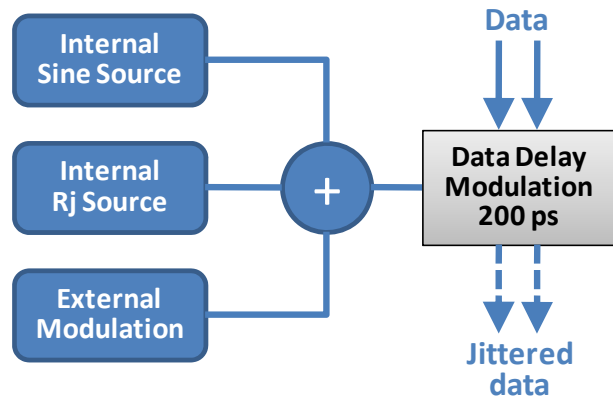 Internal
Sine Source
Internal
Rj Source
External
Modulation
+
Data
Data Delay
Modulation
200 ps
Jittered
data